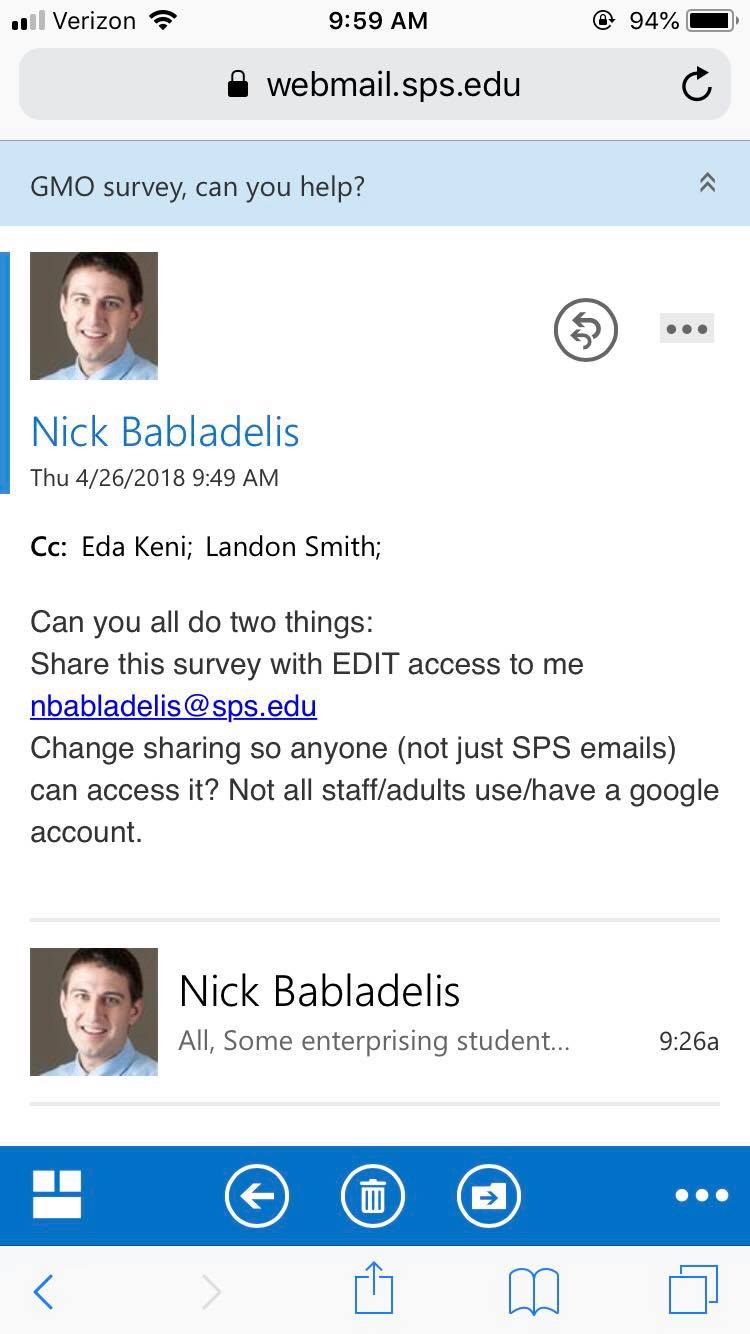 Verizon 9:59 AM 94%
webmail.sps.edu
GMO survey, can you help?
Nick Babladelis
Thu 4/26/2018 9:49 AM
Cc: Eda Keni; Landon Smith;
Can you all do two things:
Share this survey with EDIT access to me
nbabladelis@sps.edu
Change sharing so anyone (not just SPS emails)
can access it? Not all staff/adults use/have a google
account.
Nick Babladelis
All, Some enterprising student... 9:26a